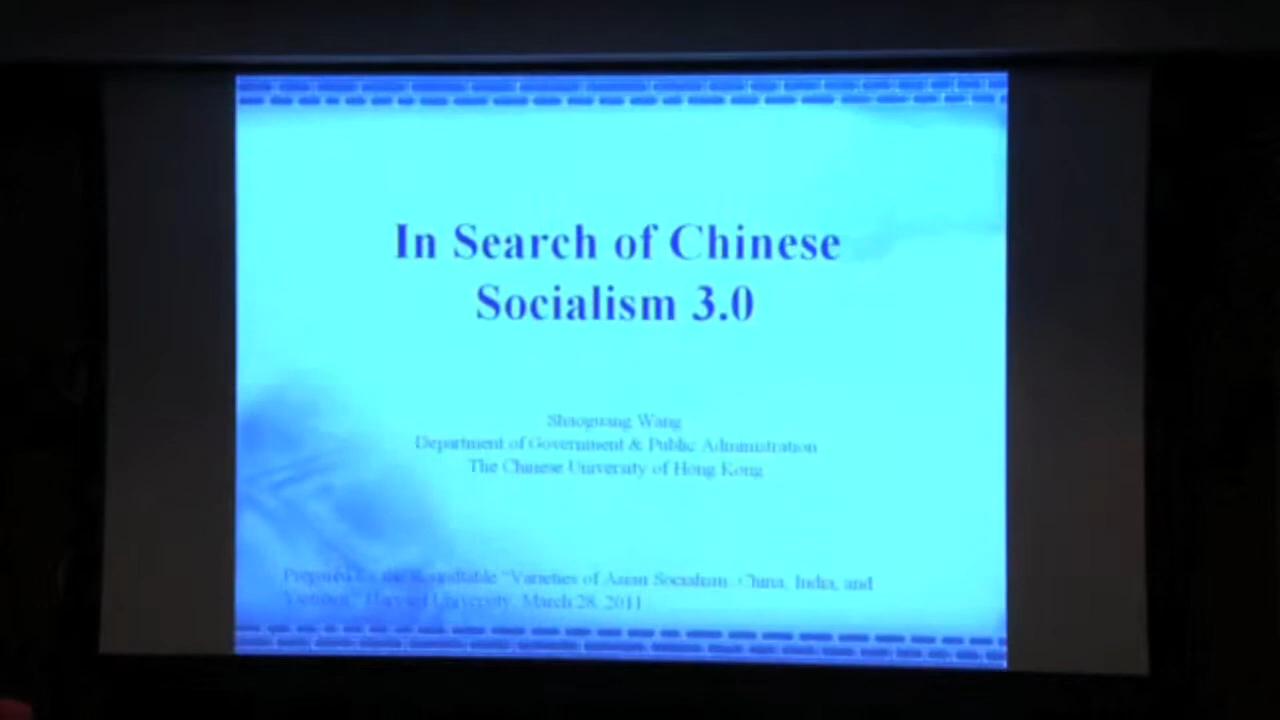 In Search of Chinese
Socialism 3.0
Shaoguang Wang
Department of Government & Public Administration
The Chinese University of Hong Kong
Prepared for the Roundtable "Varieties of Asian Socialism: China, India, and
Vietnam," Harvard University, March 28, 2011